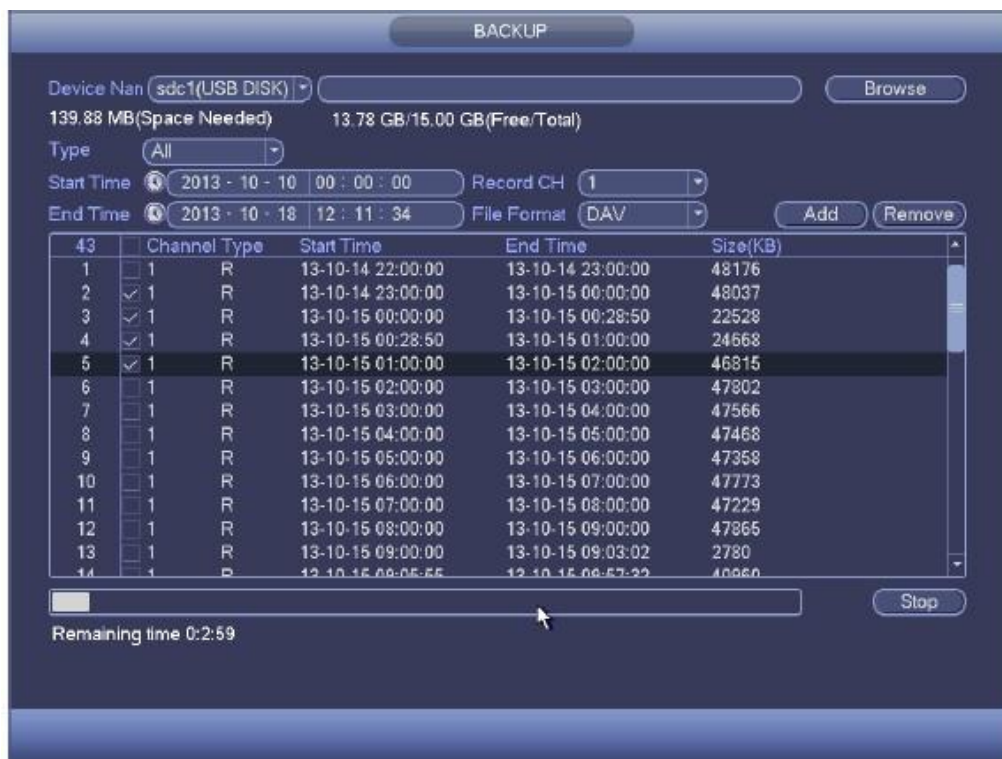 BACKUP
Device Nan sdc1(USB DISK) Browse
139.88 MB(Space Needed) 13.78 GB/15.00 GB(Free/Total)
Type All
Start Time 2013 - 10 - 10 00 : 00 : 00 Record CH 1
End Time 2013 - 10 - 18 12 : 11 : 34 File Format DAV Add Remove
43 Channel Type Start Time End Time Size(KB)
1 1 R 13-10-14 22:00:00 13-10-14 23:00:00 48176
2 1 R 13-10-14 23:00:00 13-10-15 00:00:00 48037
3 1 R 13-10-15 00:00:00 13-10-15 00:28:50 22528
4 1 R 13-10-15 00:28:50 13-10-15 01:00:00 24668
5 1 R 13-10-15 01:00:00 13-10-15 02:00:00 46815
6 1 R 13-10-15 02:00:00 13-10-15 03:00:00 47802
7 1 R 13-10-15 03:00:00 13-10-15 04:00:00 47566
8 1 R 13-10-15 04:00:00 13-10-15 05:00:00 47468
9 1 R 13-10-15 05:00:00 13-10-15 06:00:00 47358
10 1 R 13-10-15 06:00:00 13-10-15 07:00:00 47773
11 1 R 13-10-15 07:00:00 13-10-15 08:00:00 47229
12 1 R 13-10-15 08:00:00 13-10-15 09:00:00 47865
13 1 R 13-10-15 09:00:00 13-10-15 09:03:02 2780
14 1 R
Stop
Remaining time 0:2:59